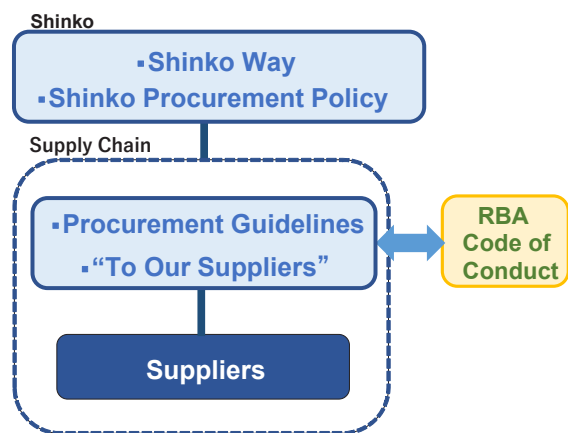 Shinko
▪Shinko Way
▪Shinko Procurement Policy
Supply Chain
▪Procurement Guidelines
▪“To Our Suppliers”
RBA
Code of
Conduct
Suppliers